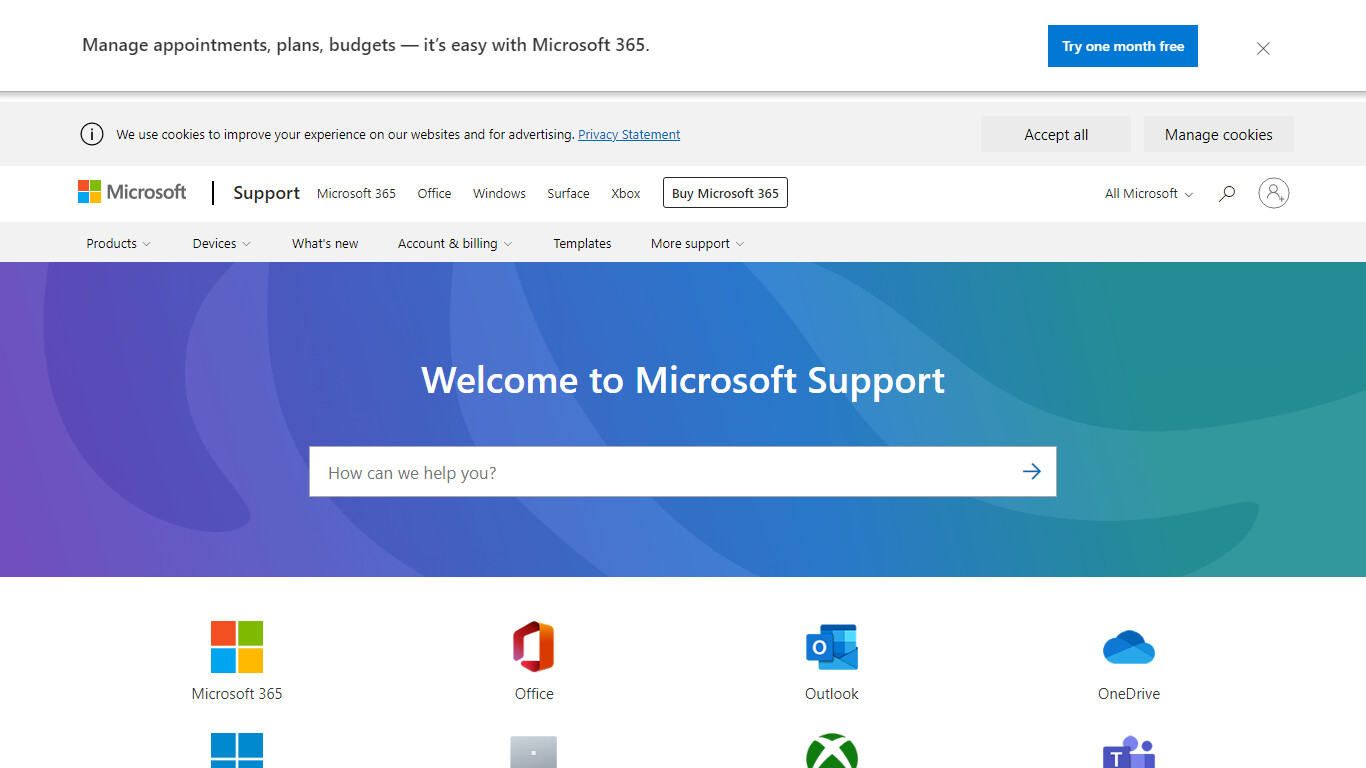 Manage appointments, plans, budgets — it's easy with Microsoft 365.
Try one month free
We use cookies to improve your experience on our websites and for advertising. Privacy Statement
Accept all
Manage cookies
Microsoft
Support
Microsoft 365
Office
Windows
Surface
Xbox
Buy Microsoft 365
All Microsoft
Products
Devices
What's new
Account & billing
Templates
More support
Welcome to Microsoft Support
How can we help you?
Microsoft 365
Office
Outlook
OneDrive